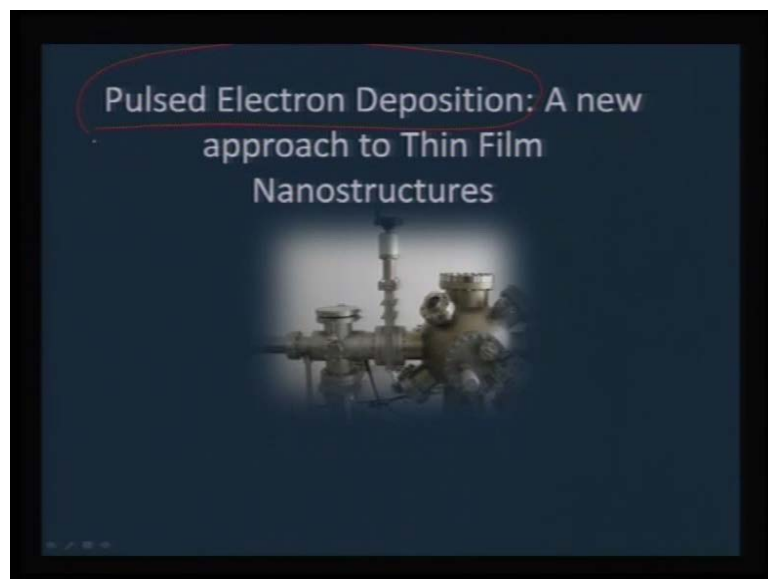 Pulsed Electron Deposition: A new
approach to Thin Film
Nanostructures